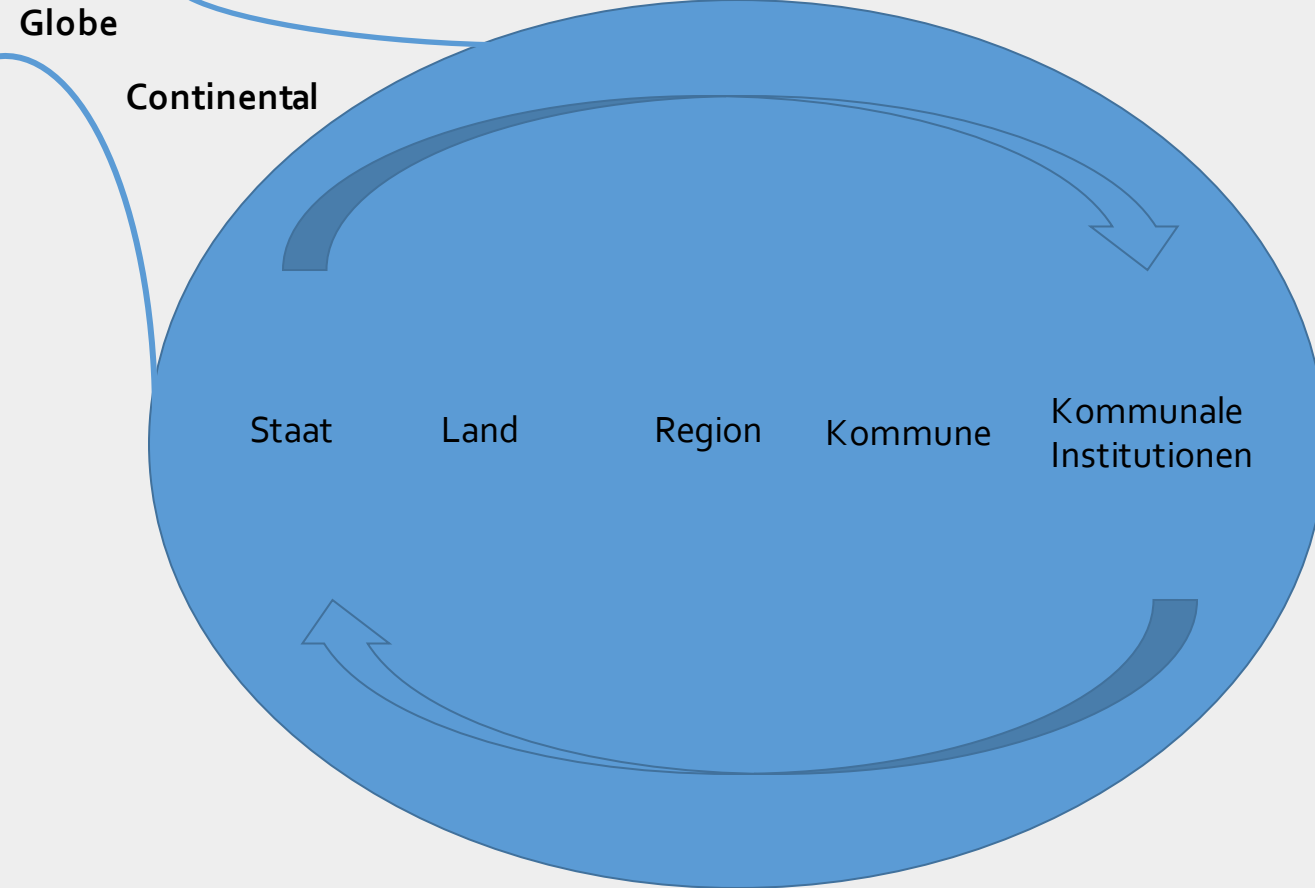 Globe
Continental
Staat
Land
Region
Kommune
Kommunale
Institutionen